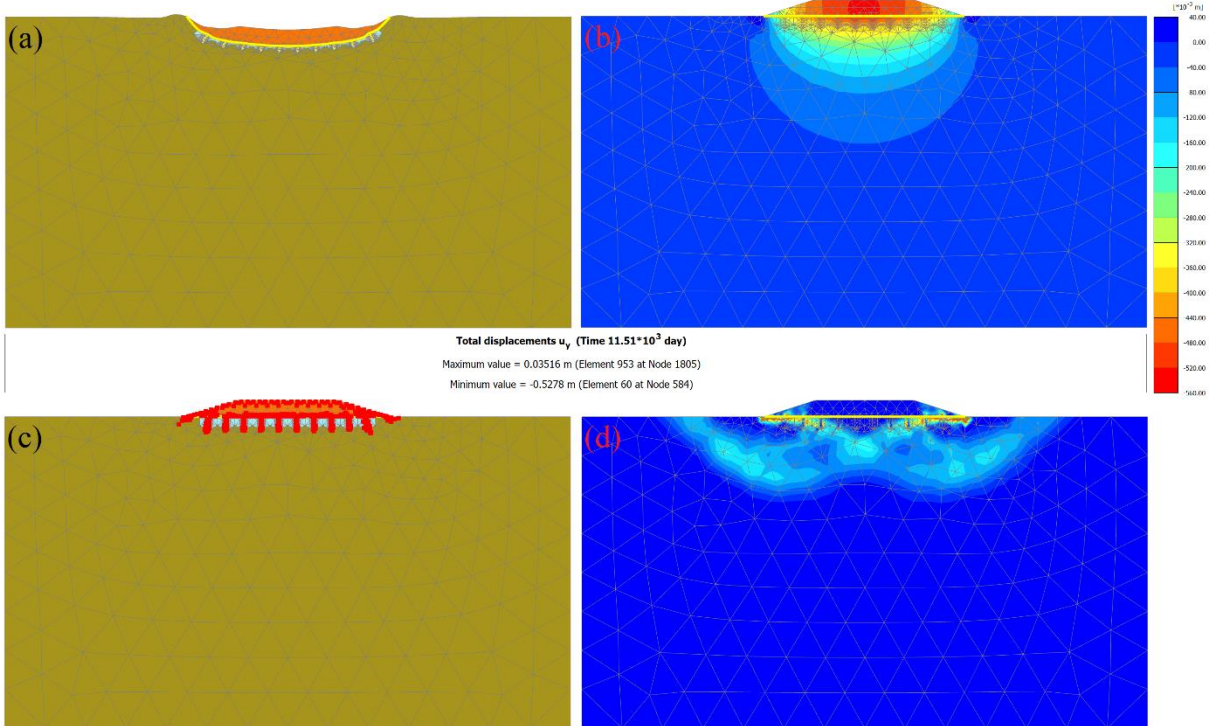 (a)
(b)
[*10⁻³ m]
40.00
0.00
-40.00
-80.00
-120.00
-160.00
-200.00
-240.00
-280.00
-320.00
-360.00
-400.00
-440.00
-480.00
-520.00
-560.00
Total displacements u_y (Time 11.51*10³ day)
Maximum value = 0.03516 m (Element 953 at Node 1805)
Minimum value = -0.5278 m (Element 60 at Node 584)
(c)
(d)